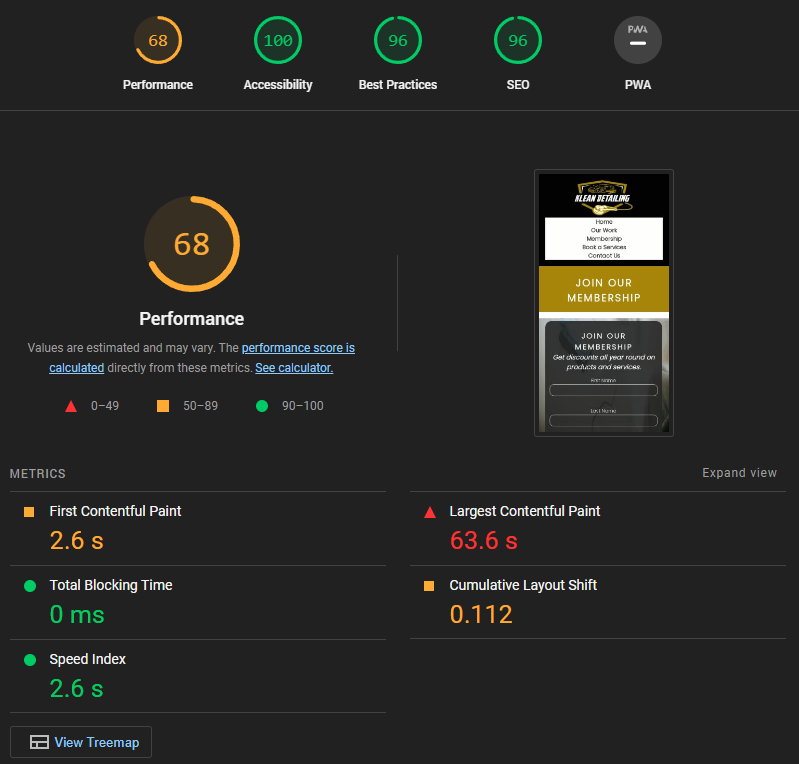 68
100
96
96
PWA
Performance
Accessibility
Best Practices
SEO
PWA
68
Performance
Values are estimated and may vary. The performance score is
calculated directly from these metrics. See calculator.
0–49
50–89
90–100
KLEAN DETAILING
Home
Our Work
Membership
Book a Services
Contact Us
JOIN OUR
MEMBERSHIP
JOIN OUR
MEMBERSHIP
Get discounts all year round on
products and services.
First Name
Last Name
METRICS
Expand view
First Contentful Paint
2.6 s
Largest Contentful Paint
63.6 s
Total Blocking Time
0 ms
Cumulative Layout Shift
0.112
Speed Index
2.6 s
View Treemap